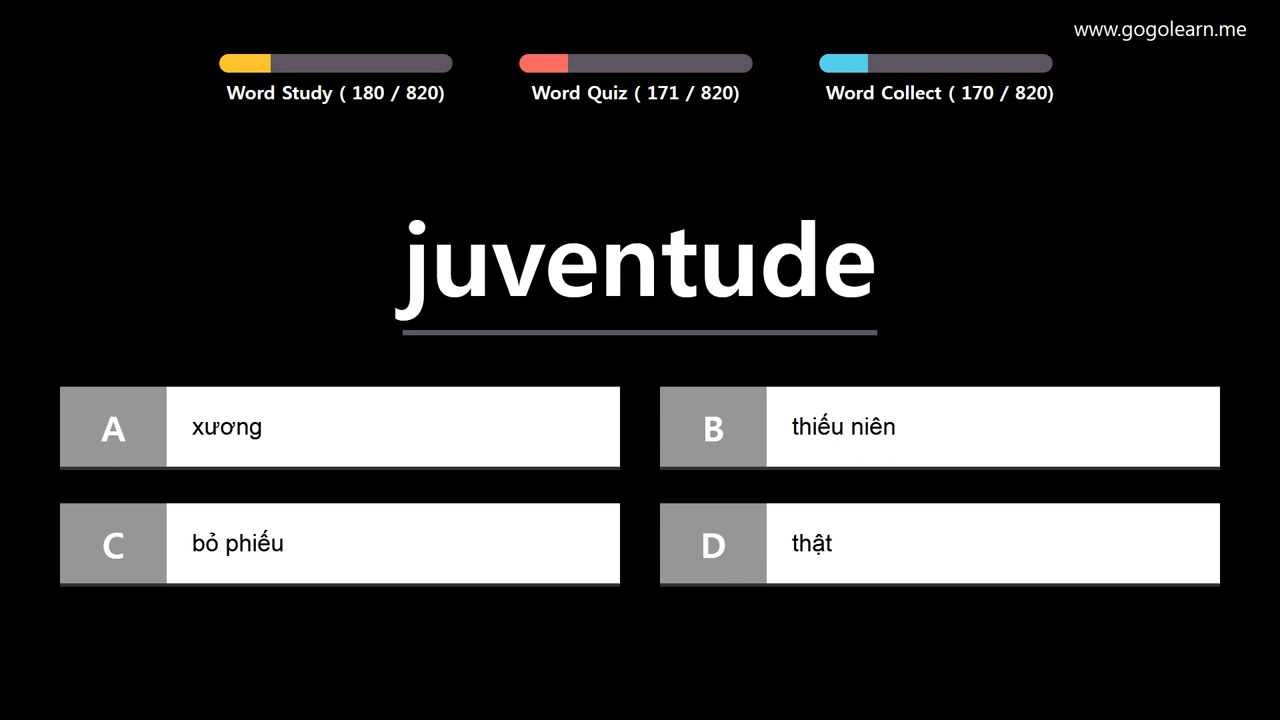 www.gogolearn.me
Word Study ( 180 / 820)
Word Quiz ( 171 / 820)
Word Collect ( 170 / 820)
juventude
A xương
B thiếu niên
C bỏ phiếu
D thật